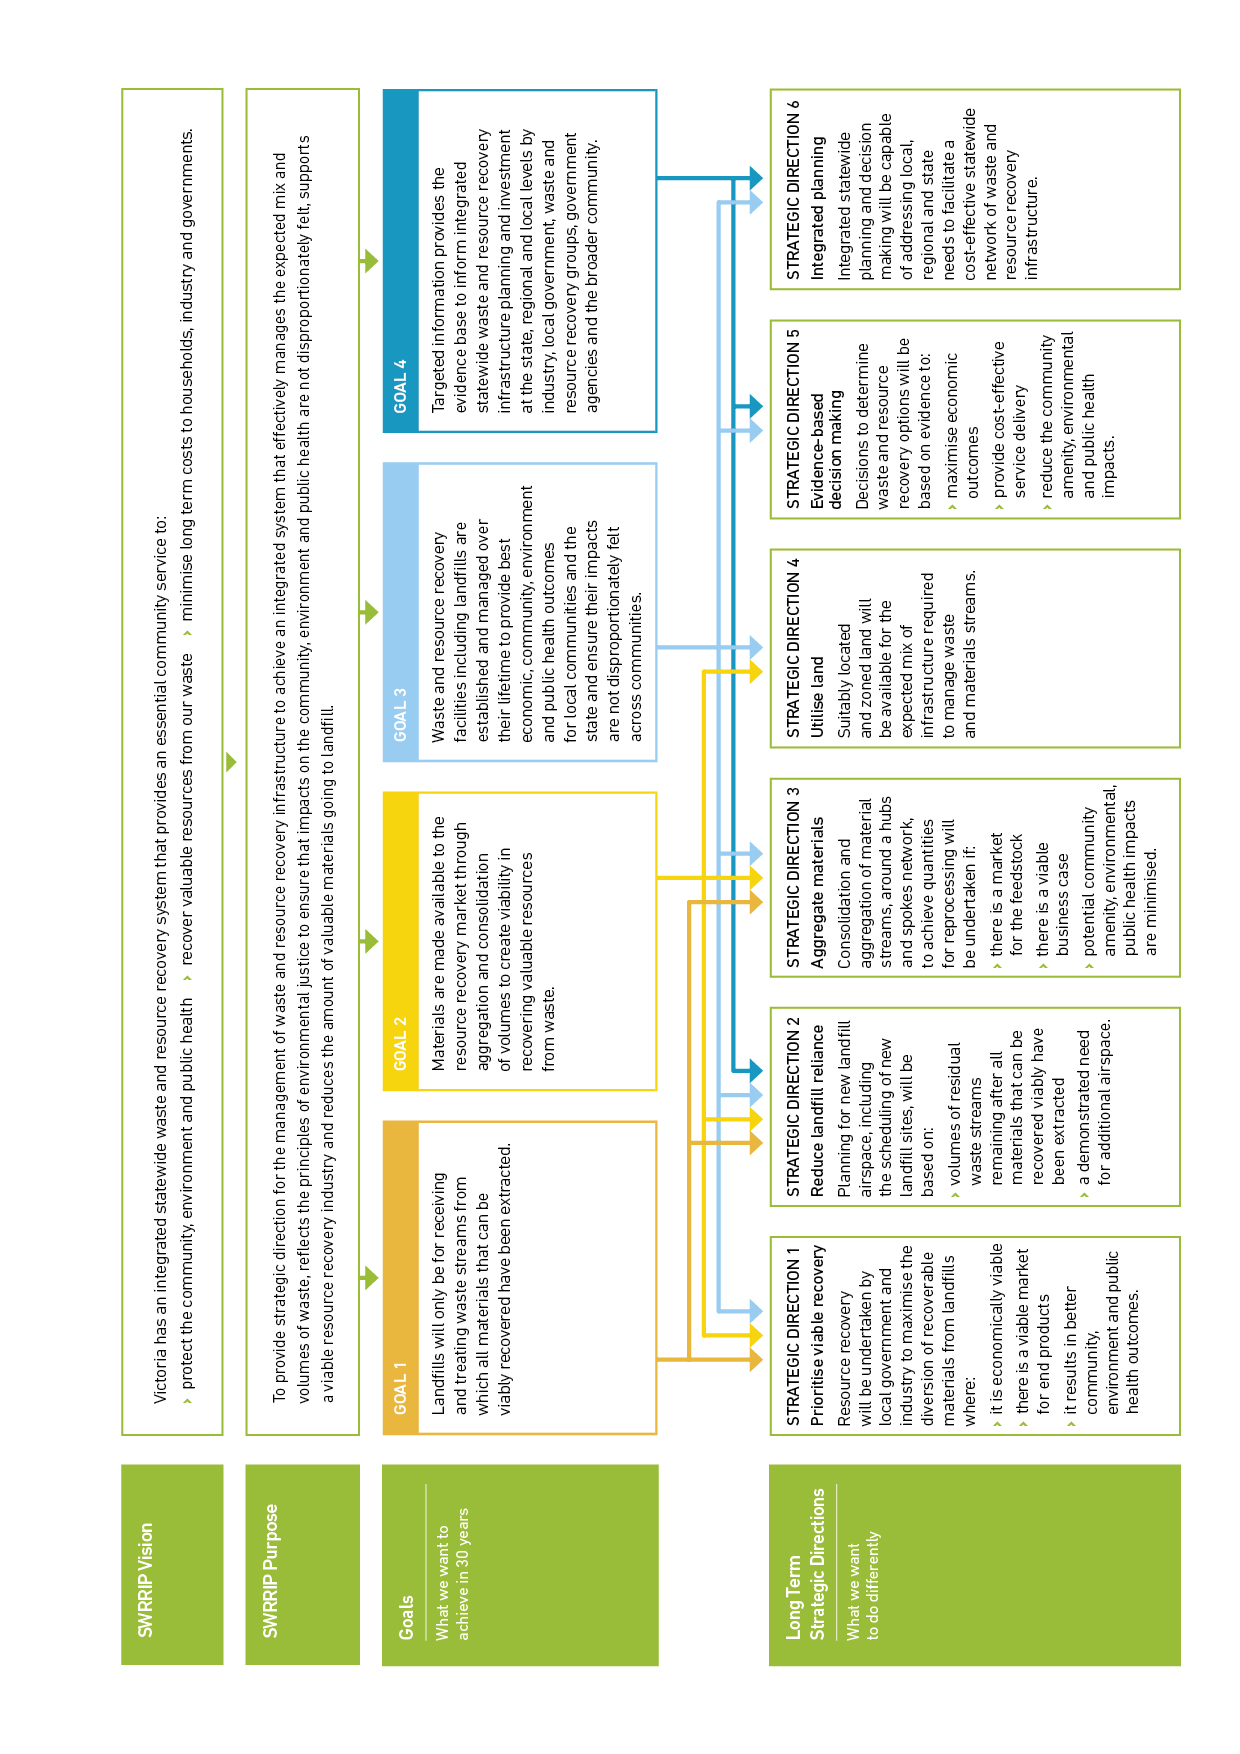 SWRRIP Vision
Victoria has an integrated statewide waste and resource recovery system that provides an essential community service to:
› protect the community, environment and public health › recover valuable resources from our waste › minimise long term costs to households, industry and governments.
SWRRIP Purpose
To provide strategic direction for the management of waste and resource recovery infrastructure to achieve an integrated system that effectively manages the expected mix and
volumes of waste, reflects the principles of environmental justice to ensure that impacts on the community, environment and public health are not disproportionately felt, supports
a viable resource recovery industry and reduces the amount of valuable materials going to landfill.
Goals
What we want to
achieve in 30 years
GOAL 1
Landfills will only be for receiving
and treating waste streams from
which all materials that can be
viably recovered have been extracted.
GOAL 2
Materials are made available to the
resource recovery market through
aggregation and consolidation
of volumes to create viability in
recovering valuable resources
from waste.
GOAL 3
Waste and resource recovery
facilities including landfills are
established and managed over
their lifetime to provide best
economic, community, environment
and public health outcomes
for local communities and the
state and ensure their impacts
are not disproportionately felt
across communities.
GOAL 4
Targeted information provides the
evidence base to inform integrated
statewide waste and resource recovery
infrastructure planning and investment
at the state, regional and local levels by
industry, local government, waste and
resource recovery groups, government
agencies and the broader community.
Long Term
Strategic Directions
What we want
to do differently
STRATEGIC DIRECTION 1
Prioritise viable recovery
Resource recovery
will be undertaken by
local government and
industry to maximise the
diversion of recoverable
materials from landfills
where:
› it is economically viable
› there is a viable market
for end products
› it results in better
community,
environment and public
health outcomes.
STRATEGIC DIRECTION 2
Reduce landfill reliance
Planning for new landfill
airspace, including
the scheduling of new
landfill sites, will be
based on:
› volumes of residual
waste streams
remaining after all
materials that can be
recovered viably have
been extracted
› a demonstrated need
for additional airspace.
STRATEGIC DIRECTION 3
Aggregate materials
Consolidation and
aggregation of material
streams, around a hubs
and spokes network,
to achieve quantities
for reprocessing will
be undertaken if:
› there is a market
for the feedstock
› there is a viable
business case
› potential community
amenity, environmental,
public health impacts
are minimised.
STRATEGIC DIRECTION 4
Utilise land
Suitably located
and zoned land will
be available for the
expected mix of
infrastructure required
to manage waste
and materials streams.
STRATEGIC DIRECTION 5
Evidence-based
decision making
Decisions to determine
waste and resource
recovery options will be
based on evidence to:
› maximise economic
outcomes
› provide cost-effective
service delivery
› reduce the community
amenity, environmental
and public health
impacts.
STRATEGIC DIRECTION 6
Integrated planning
Integrated statewide
planning and decision
making will be capable
of addressing local,
regional and state
needs to facilitate a
cost-effective statewide
network of waste and
resource recovery
infrastructure.